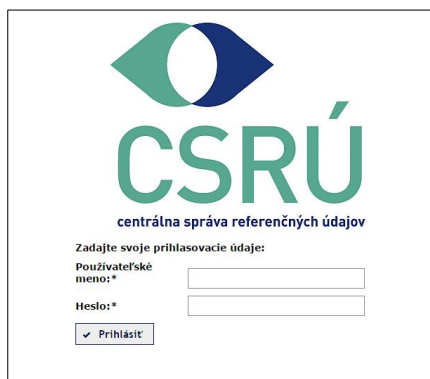 CSRÚ
centrálna správa referenčných údajov
Zadajte svoje prihlasovacie údaje:
Používateľské
meno:*
Heslo:*
✔ Prihlásiť